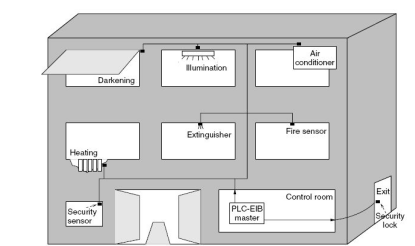 Air
conditioner
Illumination
Darkening
Extinguisher
Fire sensor
Heating
Control room
Exit
PLC-EIB
master
Security
sensor
Security
lock